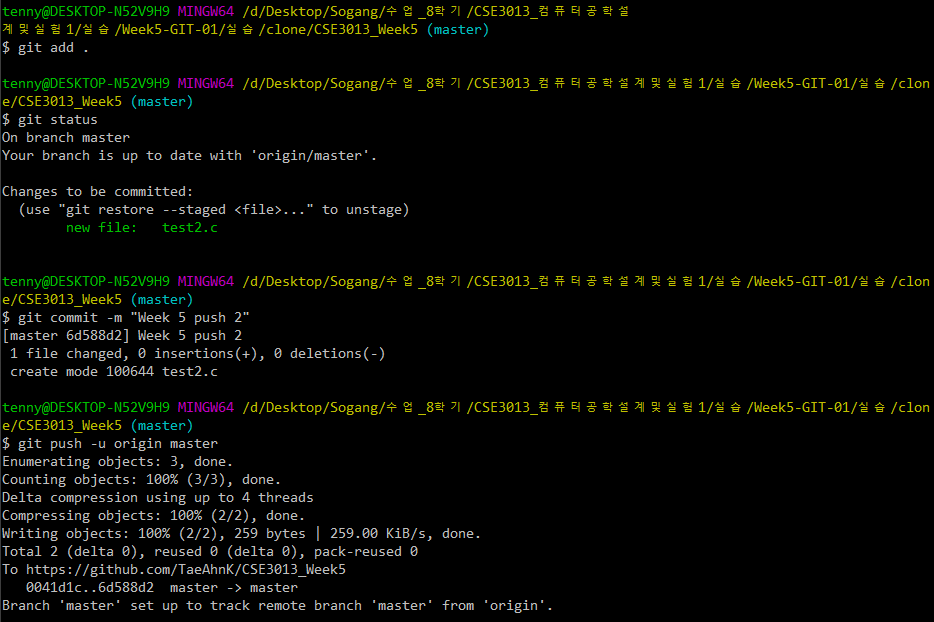 tenny@DESKTOP-N52V9H9 MINGW64 /d/Desktop/Sogang/수업_8학기/CSE3013_컴퓨터공학설
계및실험1/실습/Week5-GIT-01/실습/clone/CSE3013_Week5 (master)
$ git add .
tenny@DESKTOP-N52V9H9 MINGW64 /d/Desktop/Sogang/수업_8학기/CSE3013_컴퓨터공학설계및실험1/실습/Week5-GIT-01/실습/clon
e/CSE3013_Week5 (master)
$ git status
On branch master
Your branch is up to date with 'origin/master'.
Changes to be committed:
  (use "git restore --staged <file>..." to unstage)
        new file:   test2.c
tenny@DESKTOP-N52V9H9 MINGW64 /d/Desktop/Sogang/수업_8학기/CSE3013_컴퓨터공학설계및실험1/실습/Week5-GIT-01/실습/clon
e/CSE3013_Week5 (master)
$ git commit -m "Week 5 push 2"
[master 6d588d2] Week 5 push 2
 1 file changed, 0 insertions(+), 0 deletions(-)
 create mode 100644 test2.c
tenny@DESKTOP-N52V9H9 MINGW64 /d/Desktop/Sogang/수업_8학기/CSE3013_컴퓨터공학설계및실험1/실습/Week5-GIT-01/실습/clon
e/CSE3013_Week5 (master)
$ git push -u origin master
Enumerating objects: 3, done.
Counting objects: 100% (3/3), done.
Delta compression using up to 4 threads
Compressing objects: 100% (2/2), done.
Writing objects: 100% (2/2), 259 bytes | 259.00 KiB/s, done.
Total 2 (delta 0), reused 0 (delta 0), pack-reused 0
To https://github.com/TaeAhnK/CSE3013_Week5
   0041d1c..6d588d2  master -> master
Branch 'master' set up to track remote branch 'master' from 'origin'.